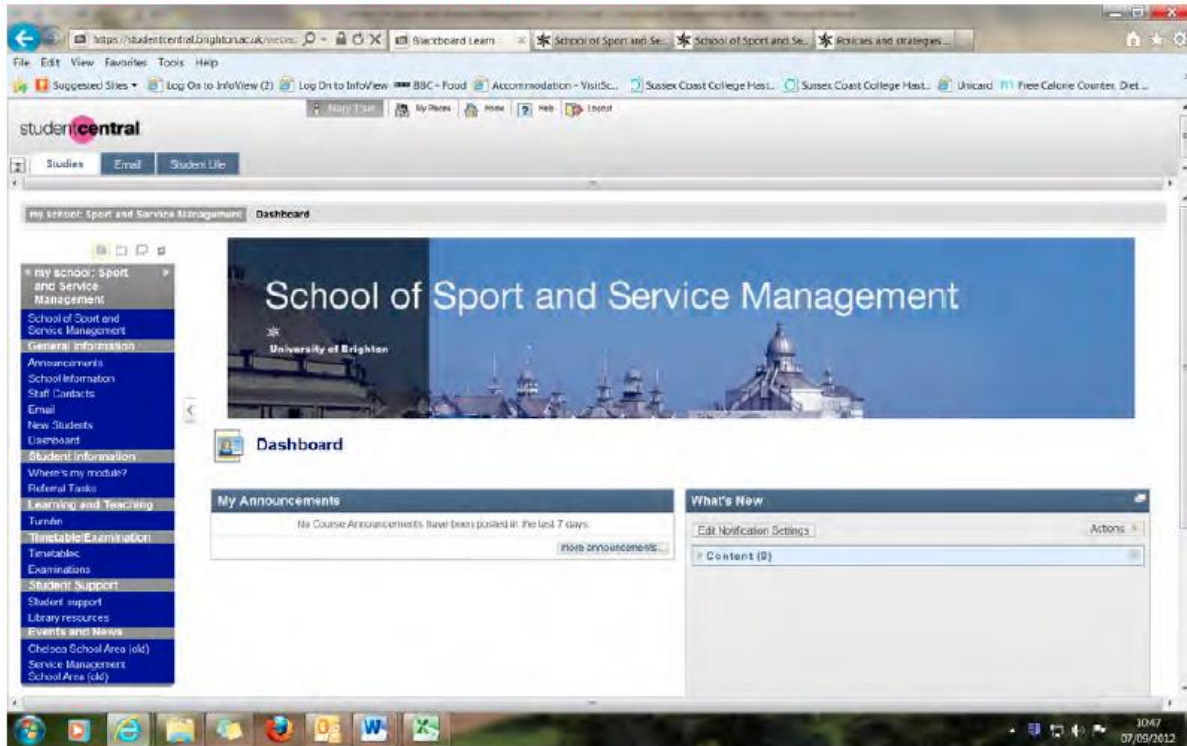 https://studentcentral.brighton.ac.uk/
Blackboard Learn
School of Sport and Se...
School of Sport and Se...
Policies and strategies ...
File Edit View Favorites Tools Help
Suggested Sites
Log On to InfoView (2)
Log On to InfoView
BBC - Food
Accommodation - VisitSc...
Sussex Coast College Hast...
Sussex Coast College Hast...
Unicard
Free Calorie Counter, Diet ...
My Places
Home
Help
Logout
studentcentral
Studies
Email
Student Life
my school: Sport and Service Management
Dashboard
my school: Sport
and Service
Management
School of Sport and
Service Management
General Information
Announcements
School Information
Staff Contacts
Email
New Students
Dashboard
Student Information
Where's my module?
Referral Tasks
Learning and Teaching
Turnitin
Timetable/Examination
Timetables
Examinations
Student Support
Student support
Library resources
Events and News
Chelsea School Area (old)
Service Management
School Area (old)
School of Sport and Service Management
University of Brighton
Dashboard
My Announcements
No Course Announcements have been posted in the last 7 days.
more announcements...
What's New
Edit Notification Settings
Actions
Content (9)
10:47
07/09/2012